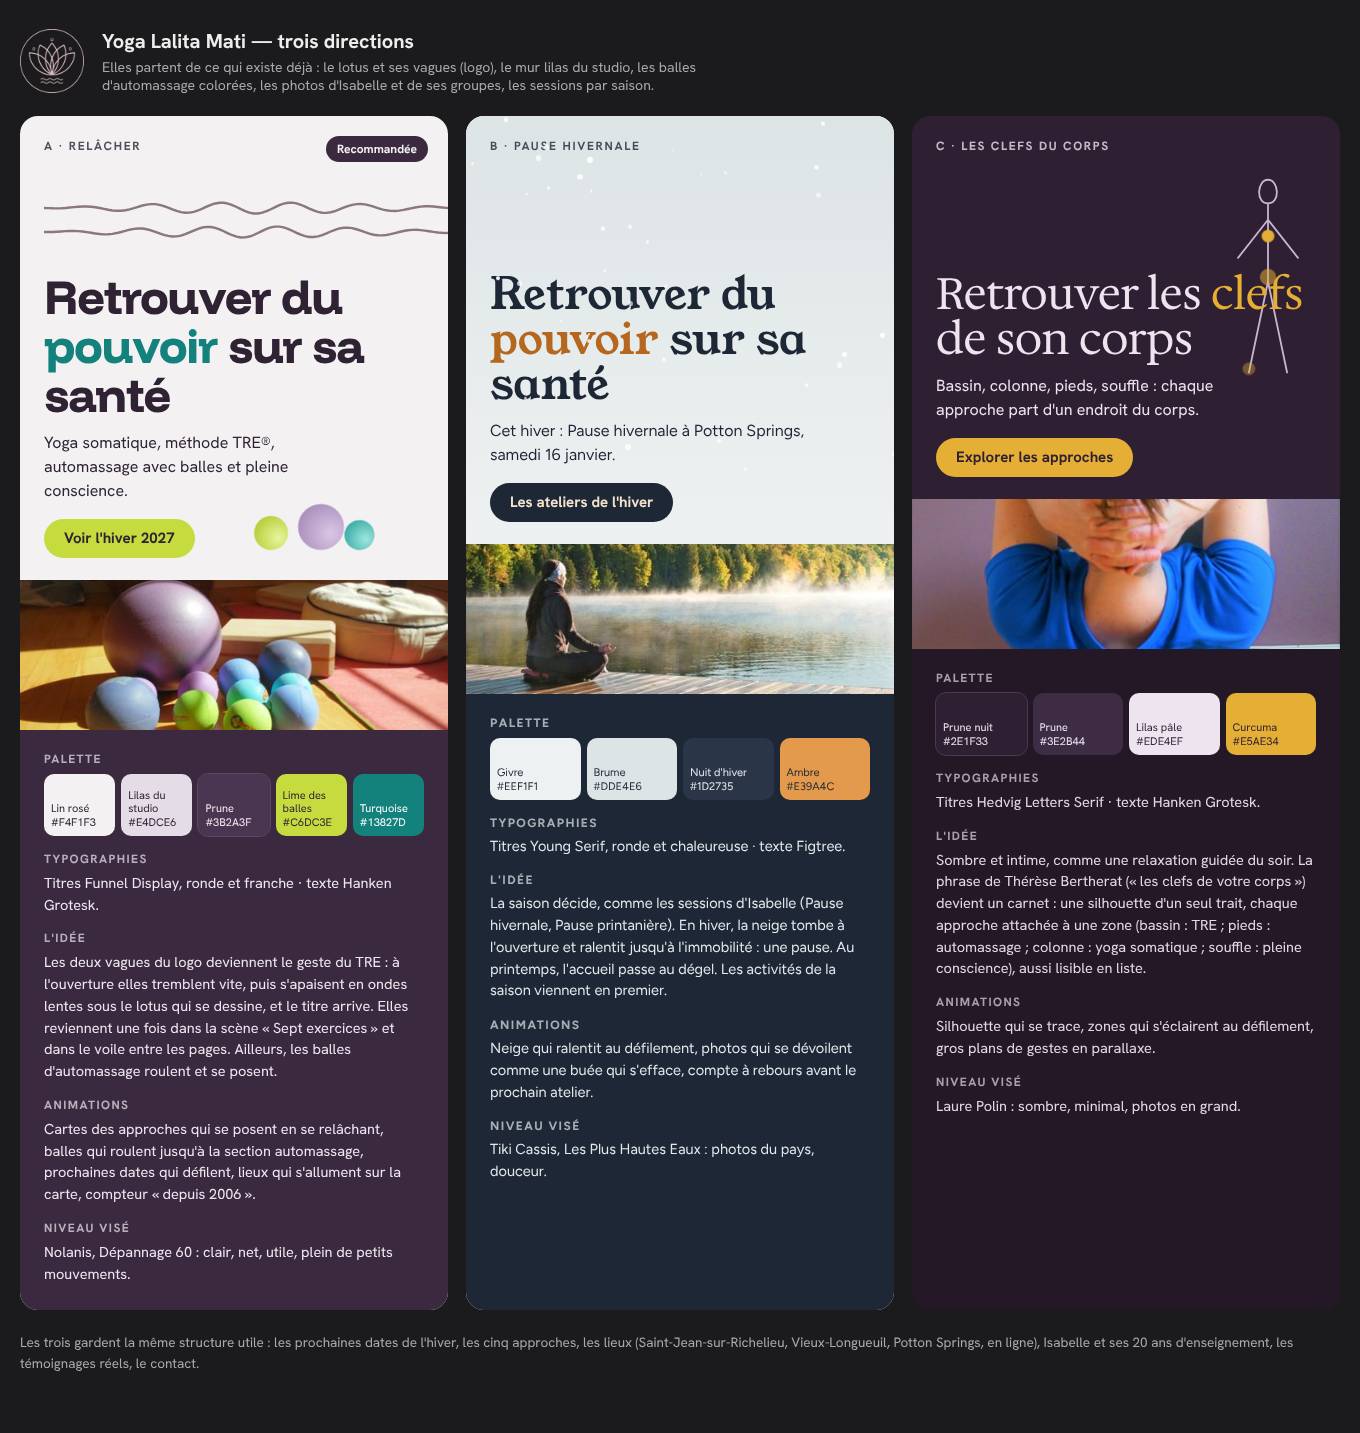 Yoga Lalita Mati — trois directions
Elles partent de ce qui existe déjà : le lotus et ses vagues (logo), le mur lilas du studio, les balles
d'automassage colorées, les photos d'Isabelle et de ses groupes, les sessions par saison.
A · RELÂCHER
Recommandée
Retrouver du
pouvoir sur sa
santé
Yoga somatique, méthode TRE®,
automassage avec balles et pleine
conscience.
Voir l'hiver 2027
PALETTE
Lin rosé
#F4F1F3
Lilas du
studio
#E4DCE6
Prune
#3B2A3F
Lime des
balles
#C6DC3E
Turquoise
#13827D
TYPOGRAPHIES
Titres Funnel Display, ronde et franche · texte Hanken
Grotesk.
L'IDÉE
Les deux vagues du logo deviennent le geste du TRE : à
l'ouverture elles tremblent vite, puis s'apaisent en ondes
lentes sous le lotus qui se dessine, et le titre arrive. Elles
reviennent une fois dans la scène « Sept exercices » et
dans le voile entre les pages. Ailleurs, les balles
d'automassage roulent et se posent.
ANIMATIONS
Cartes des approches qui se posent en se relâchant,
balles qui roulent jusqu'à la section automassage,
prochaines dates qui défilent, lieux qui s'allument sur la
carte, compteur « depuis 2006 ».
NIVEAU VISÉ
Nolanis, Dépannage 60 : clair, net, utile, plein de petits
mouvements.
B · PAUSE HIVERNALE
Retrouver du
pouvoir sur sa
santé
Cet hiver : Pause hivernale à Potton Springs,
samedi 16 janvier.
Les ateliers de l'hiver
PALETTE
Givre
#EEF1F1
Brume
#DDE4E6
Nuit d'hiver
#1D2735
Ambre
#E39A4C
TYPOGRAPHIES
Titres Young Serif, ronde et chaleureuse · texte Figtree.
L'IDÉE
La saison décide, comme les sessions d'Isabelle (Pause
hivernale, Pause printanière). En hiver, la neige tombe à
l'ouverture et ralentit jusqu'à l'immobilité : une pause. Au
printemps, l'accueil passe au dégel. Les activités de la
saison viennent en premier.
ANIMATIONS
Neige qui ralentit au défilement, photos qui se dévoilent
comme une buée qui s'efface, compte à rebours avant le
prochain atelier.
NIVEAU VISÉ
Tiki Cassis, Les Plus Hautes Eaux : photos du pays,
douceur.
C · LES CLEFS DU CORPS
Retrouver les clefs
de son corps
Bassin, colonne, pieds, souffle : chaque
approche part d'un endroit du corps.
Explorer les approches
PALETTE
Prune nuit
#2E1F33
Prune
#3E2B44
Lilas pâle
#EDE4EF
Curcuma
#E5AE34
TYPOGRAPHIES
Titres Hedvig Letters Serif · texte Hanken Grotesk.
L'IDÉE
Sombre et intime, comme une relaxation guidée du soir. La
phrase de Thérèse Bertherat (« les clefs de votre corps »)
devient un carnet : une silhouette d'un seul trait, chaque
approche attachée à une zone (bassin : TRE ; pieds :
automassage ; colonne : yoga somatique ; souffle : pleine
conscience), aussi lisible en liste.
ANIMATIONS
Silhouette qui se trace, zones qui s'éclairent au défilement,
gros plans de gestes en parallaxe.
NIVEAU VISÉ
Laure Polin : sombre, minimal, photos en grand.
Les trois gardent la même structure utile : les prochaines dates de l'hiver, les cinq approches, les lieux (Saint-Jean-sur-Richelieu, Vieux-Longueuil, Potton Springs, en ligne), Isabelle et ses 20 ans d'enseignement, les
témoignages réels, le contact.